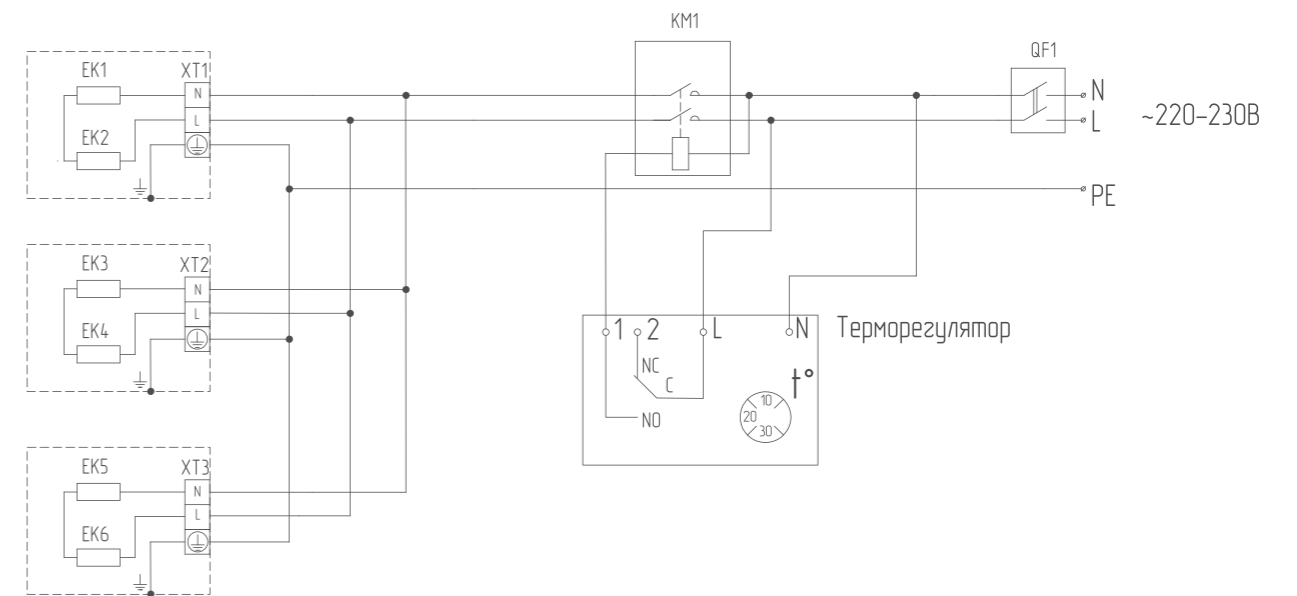 KM1
QF1
EK1
XT1
N
L
EK2
N
L
~220-230В
PE
EK3
XT2
N
L
EK4
1
2
L
N
Терморегулятор
NC
C
NO
t°
10
20
30
EK5
XT3
N
L
EK6